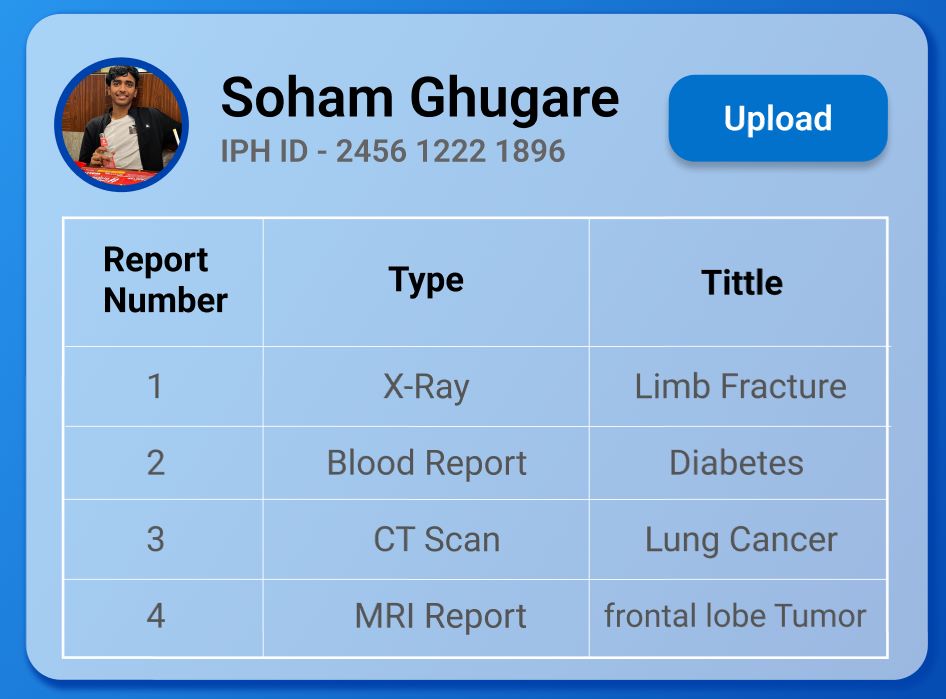 Soham Ghugare
IPH ID - 2456 1222 1896
Upload
Report
Number
Type
Tittle
1
X-Ray
Limb Fracture
2
Blood Report
Diabetes
3
CT Scan
Lung Cancer
4
MRI Report
frontal lobe Tumor